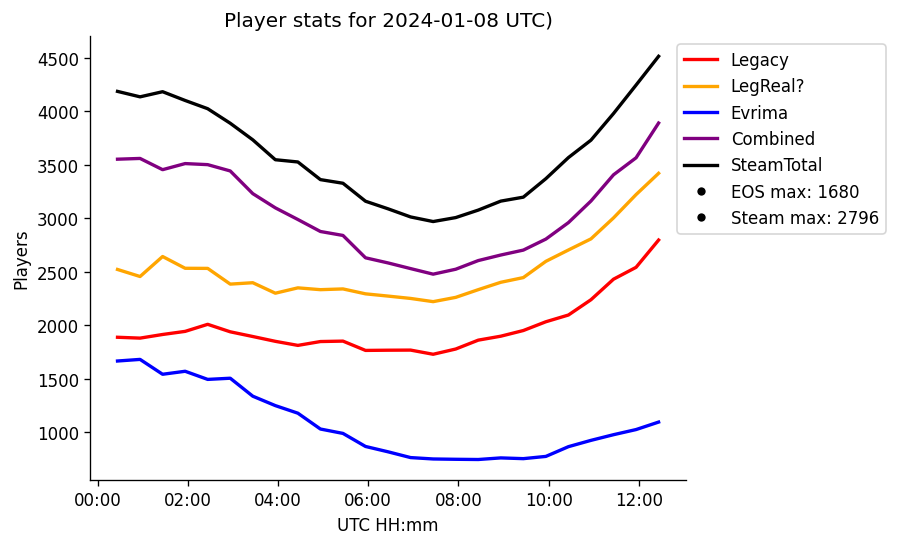 Player stats for 2024-01-08 UTC)
Legacy
LegReal?
Evrima
Combined
SteamTotal
EOS max: 1680
Steam max: 2796
Players
4500
4000
3500
3000
2500
2000
1500
1000
00:00 02:00 04:00 06:00 08:00 10:00 12:00
UTC HH:mm